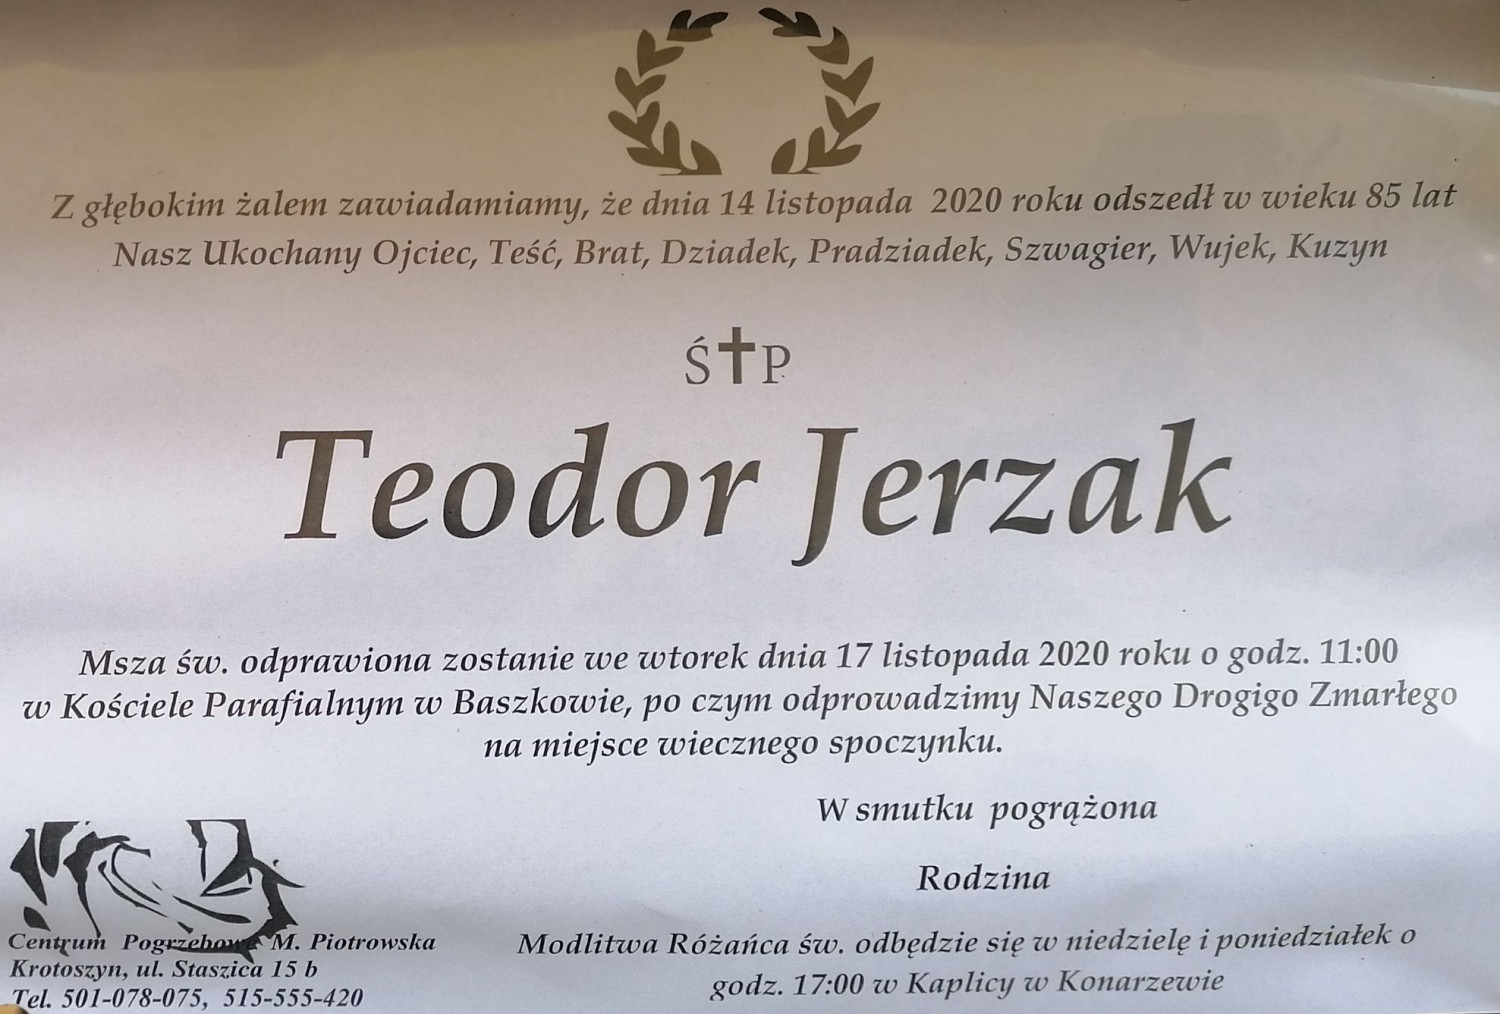 Z głębokim żalem zawiadamiamy, że dnia 14 listopada 2020 roku odszedł w wieku 85 lat
Nasz Ukochany Ojciec, Teść, Brat, Dziadek, Pradziadek, Szwagier, Wujek, Kuzyn
Ś✝P
Teodor Jerzak
Msza św. odprawiona zostanie we wtorek dnia 17 listopada 2020 roku o godz. 11:00
w Kościele Parafialnym w Baszkowie, po czym odprowadzimy Naszego Drogigo Zmarłego
na miejsce wiecznego spoczynku.
W smutku pogrążona
Rodzina
Modlitwa Różańca św. odbędzie się w niedzielę i poniedziałek o
godz. 17:00 w Kaplicy w Konarzewie
Centrum Pogrzebowe M. Piotrowska
Krotoszyn, ul. Staszica 15 b
Tel. 501-078-075, 515-555-420